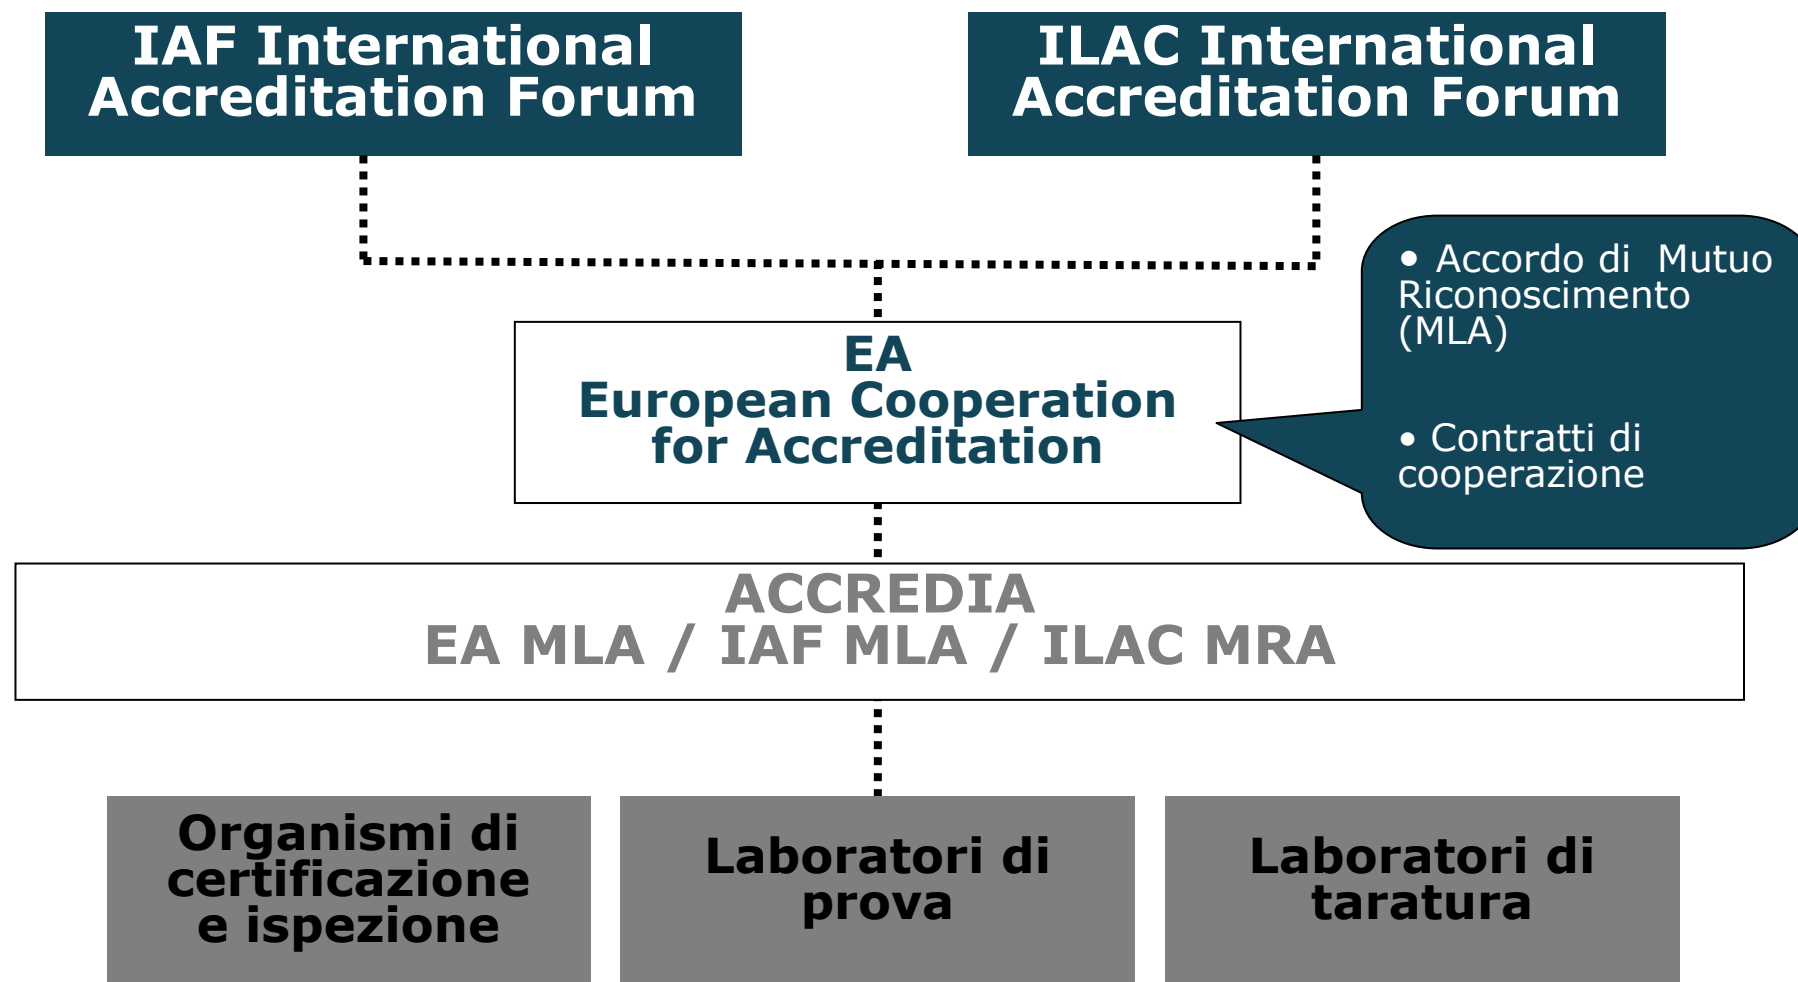 IAF International
Accreditation Forum
ILAC International
Accreditation Forum
• Accordo di  Mutuo
Riconoscimento
(MLA)
• Contratti di
cooperazione
EA
European Cooperation
for Accreditation
ACCREDIA
EA MLA / IAF MLA / ILAC MRA
Organismi di
certificazione
e ispezione
Laboratori di
prova
Laboratori di
taratura